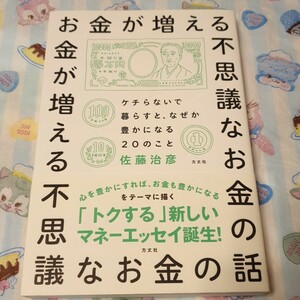 お金が増える不思議なお金の話
お金が増える不思議なお金の話
ケチらないで
暮らすと、なぜか
豊かになる
20のこと
佐藤治彦
方丈社
心を豊かにすれば、お金も豊かになる
をテーマに描く
「トクする」新しい
マネーエッセイ誕生!
方丈社